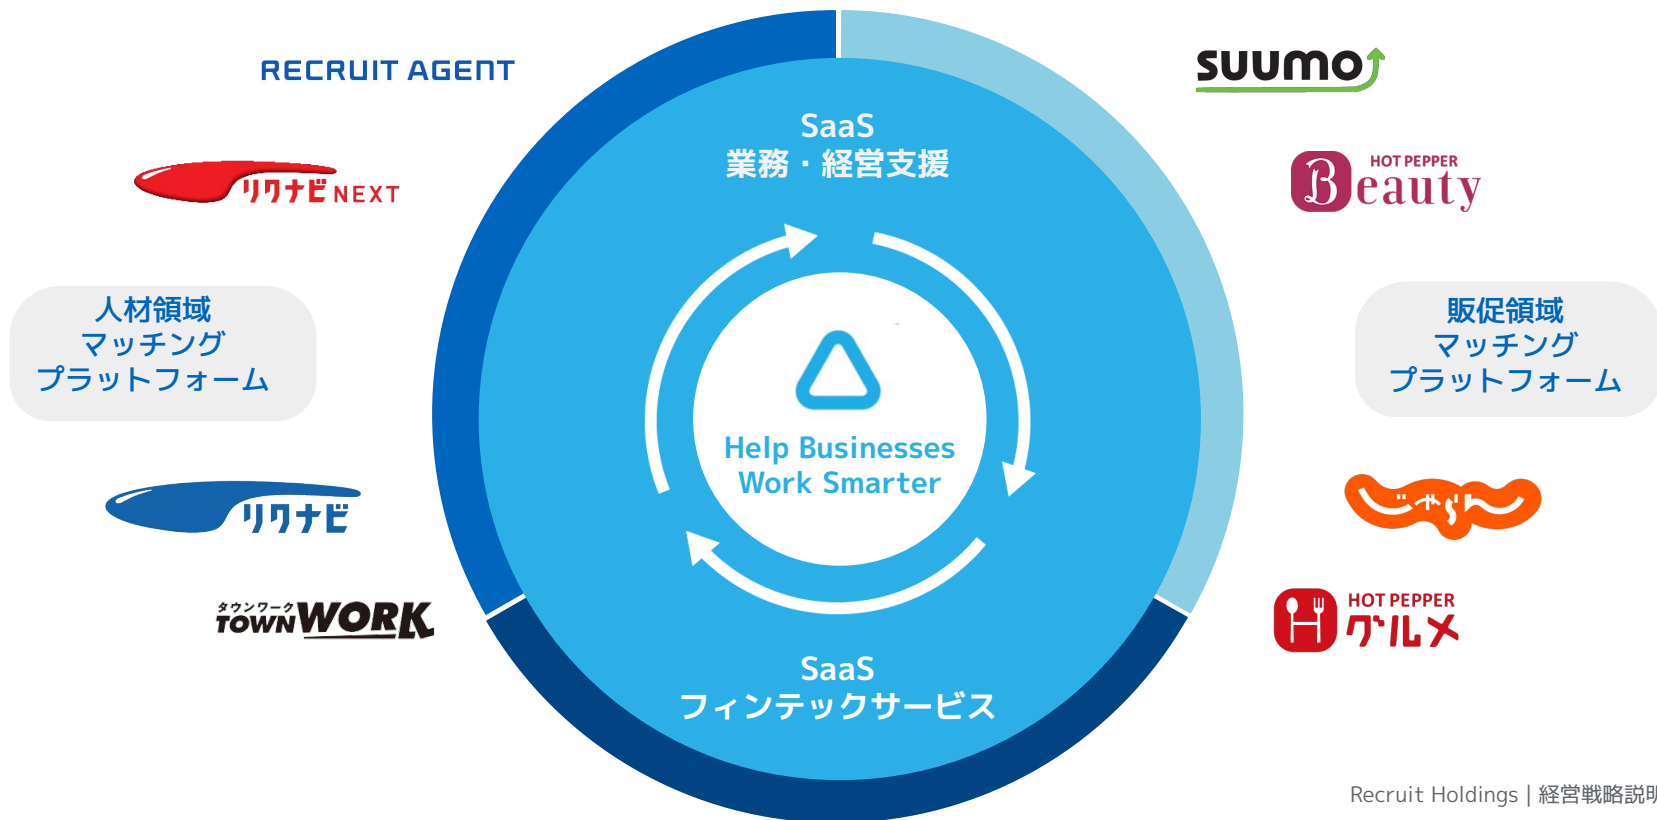 RECRUIT AGENT
リクナビNEXT
人材領域
マッチング
プラットフォーム
リクナビ
タウンワーク
TOWN WORK
SaaS
業務・経営支援
Help Businesses
Work Smarter
SaaS
フィンテックサービス
SUUMO
HOT PEPPER
Beauty
販促領域
マッチング
プラットフォーム
じゃらん
HOT PEPPER
グルメ
Recruit Holdings | 経営戦略説明